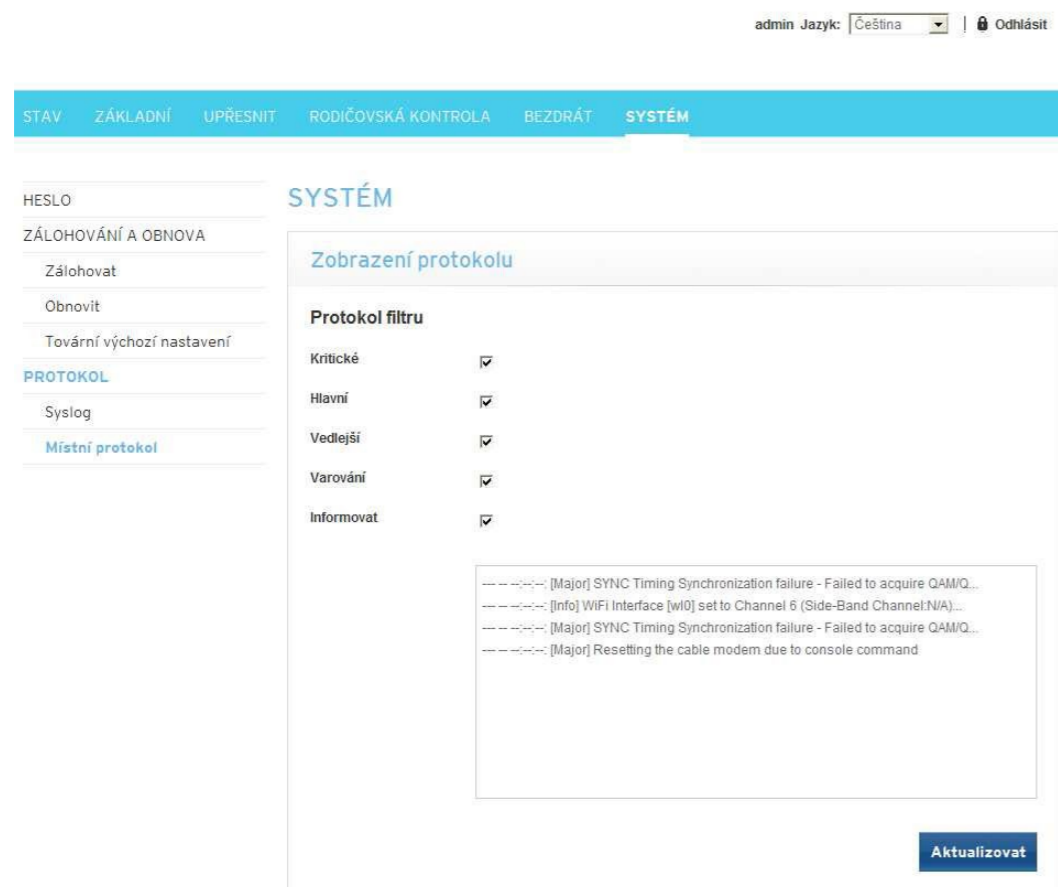 admin Jazyk: Čeština | Odhlásit
STAV ZÁKLADNÍ UPŘESNIT RODIČOVSKÁ KONTROLA BEZDRÁT SYSTÉM
HESLO
ZÁLOHOVÁNÍ A OBNOVA
Zálohovat
Obnovit
Tovární výchozí nastavení
PROTOKOL
Syslog
Místní protokol
SYSTÉM
Zobrazení protokolu
Protokol filtru
Kritické
Hlavní
Vedlejší
Varování
Informovat
--- -- --:--:--: [Major] SYNC Timing Synchronization failure - Failed to acquire QAM/Q...
--- -- --:--:--: [Info] WiFi Interface [wl0] set to Channel 6 (Side-Band Channel:N/A)...
--- -- --:--:--: [Major] SYNC Timing Synchronization failure - Failed to acquire QAM/Q...
--- -- --:--:--: [Major] Resetting the cable modem due to console command
Aktualizovat